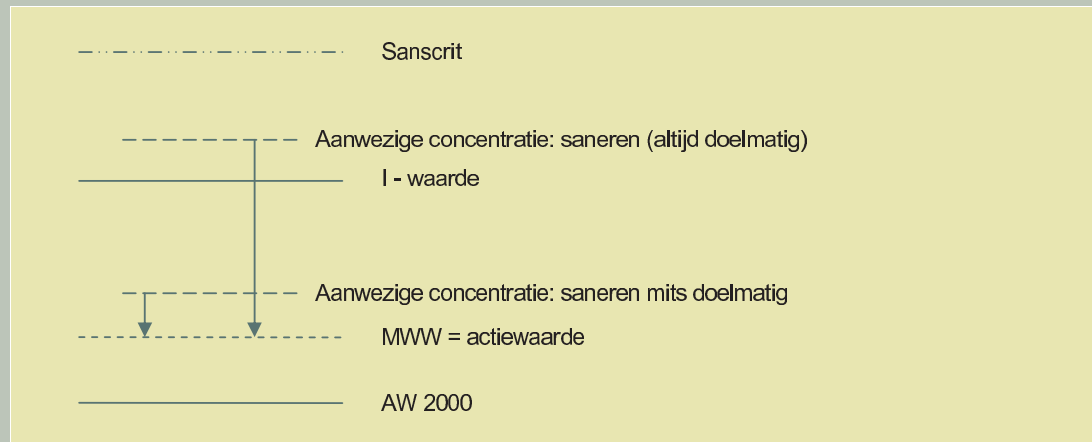 Sanscrit
Aanwezige concentratie: saneren (altijd doelmatig)
I - waarde
Aanwezige concentratie: saneren mits doelmatig
MWW = actiewaarde
AW 2000